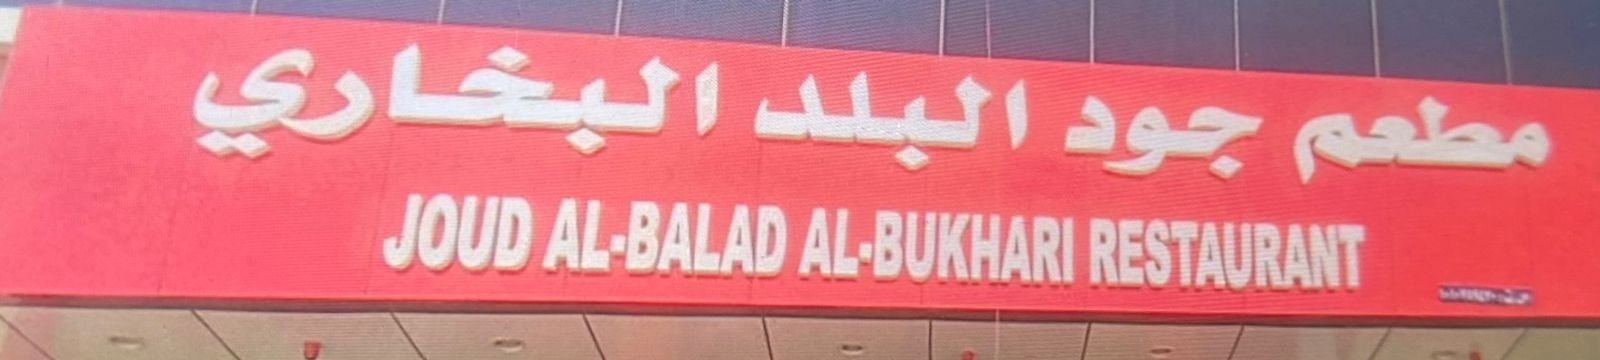 مطعم جود البلد البخاري
JOUD AL-BALAD AL-BUKHARI RESTAURANT